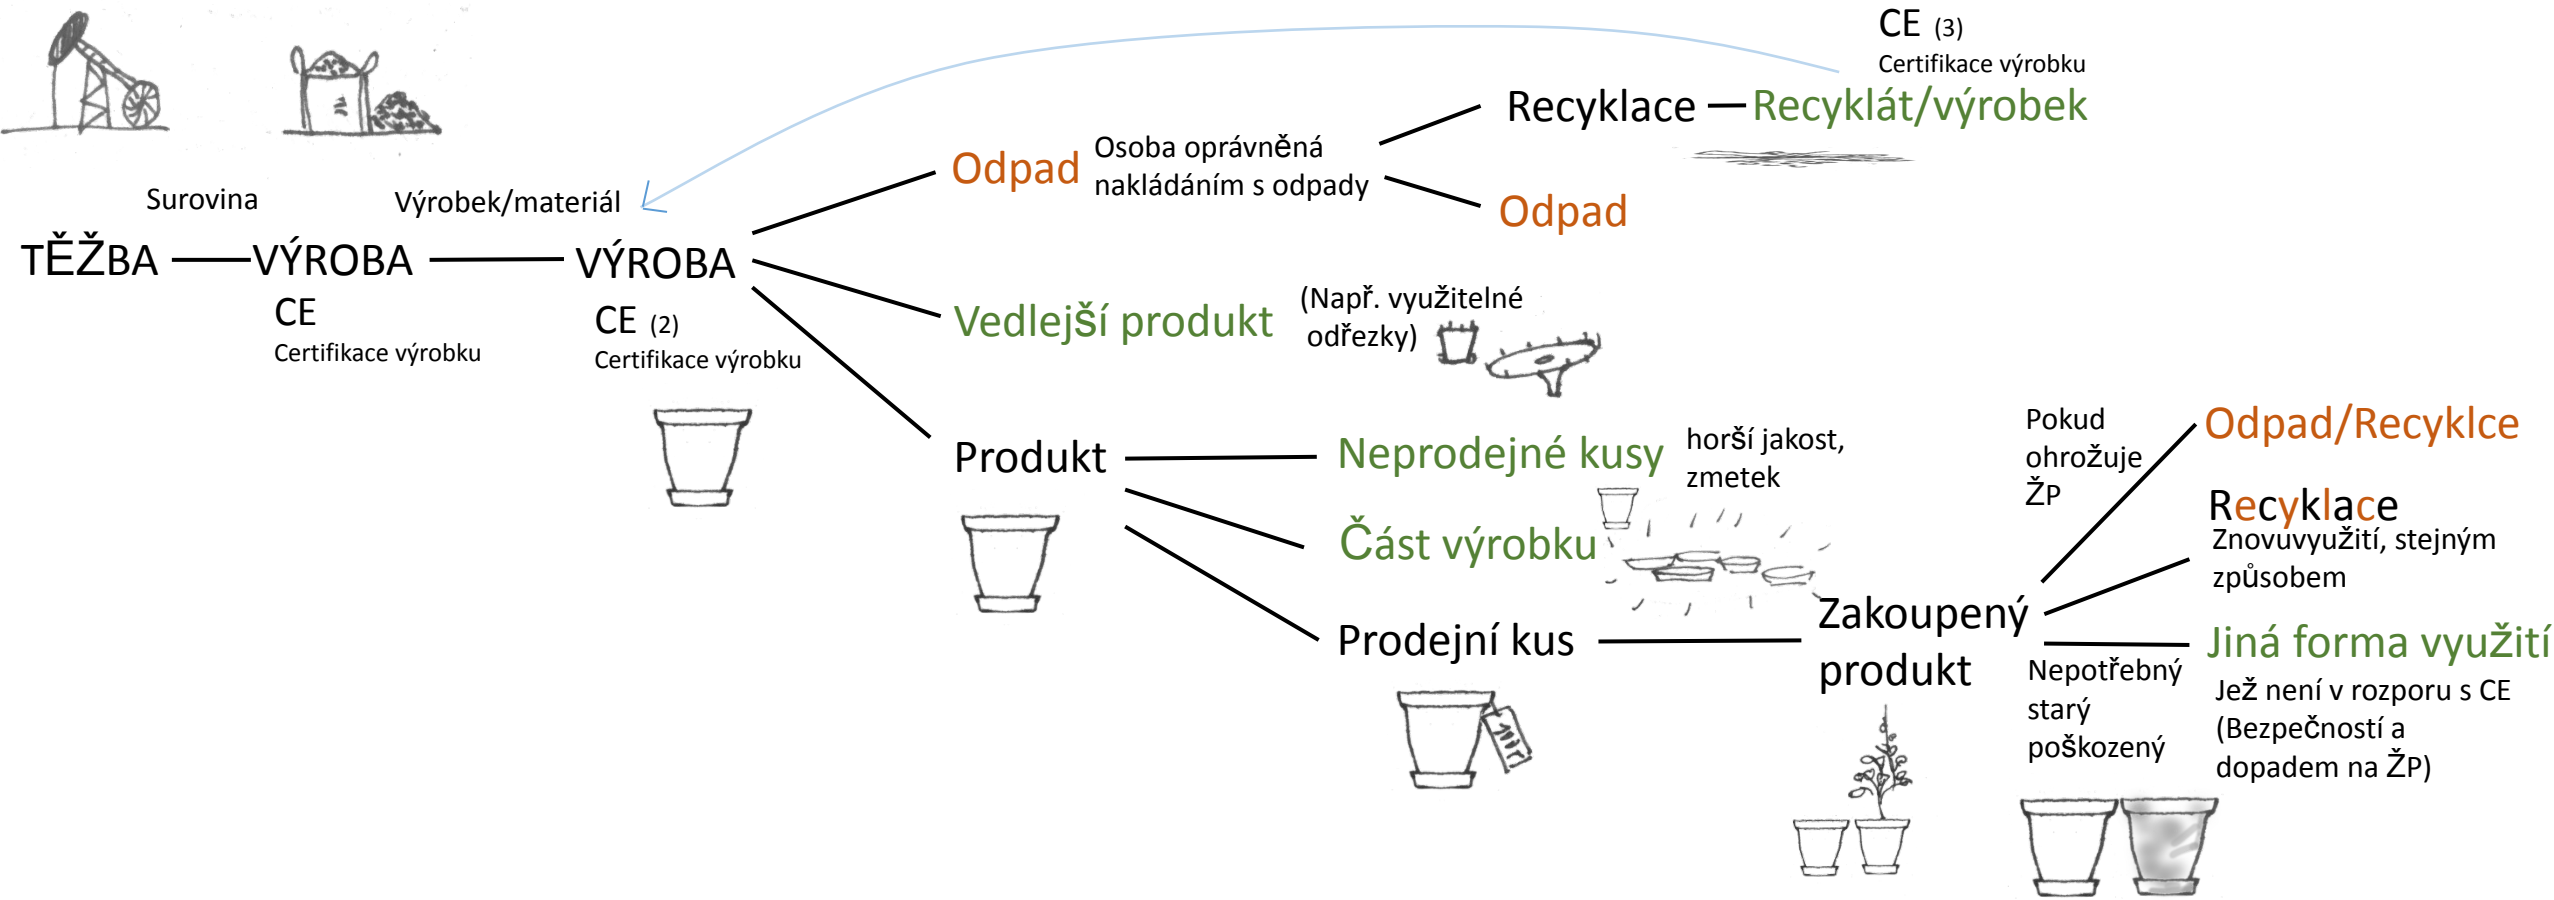 CE (3)
Certifikace výrobku
Recyklace
Recyklát/výrobek
Odpad
Osoba oprávněná
nakládáním s odpady
Odpad
Surovina
Výrobek/materiál
TĚŽBA
VÝROBA
VÝROBA
CE
Certifikace výrobku
CE (2)
Certifikace výrobku
Vedlejší produkt
(Např. využitelné
odřezky)
Produkt
Neprodejné kusy
horší jakost,
zmetek
Část výrobku
Prodejní kus
Zakoupený
produkt
Pokud
ohrožuje
ŽP
Odpad/Recyklce
Recyklace
Znovuvyužití, stejným
způsobem
Jiná forma využití
Nepotřebný
starý
poškozený
Jež není v rozporu s CE
(Bezpečností a
dopadem na ŽP)